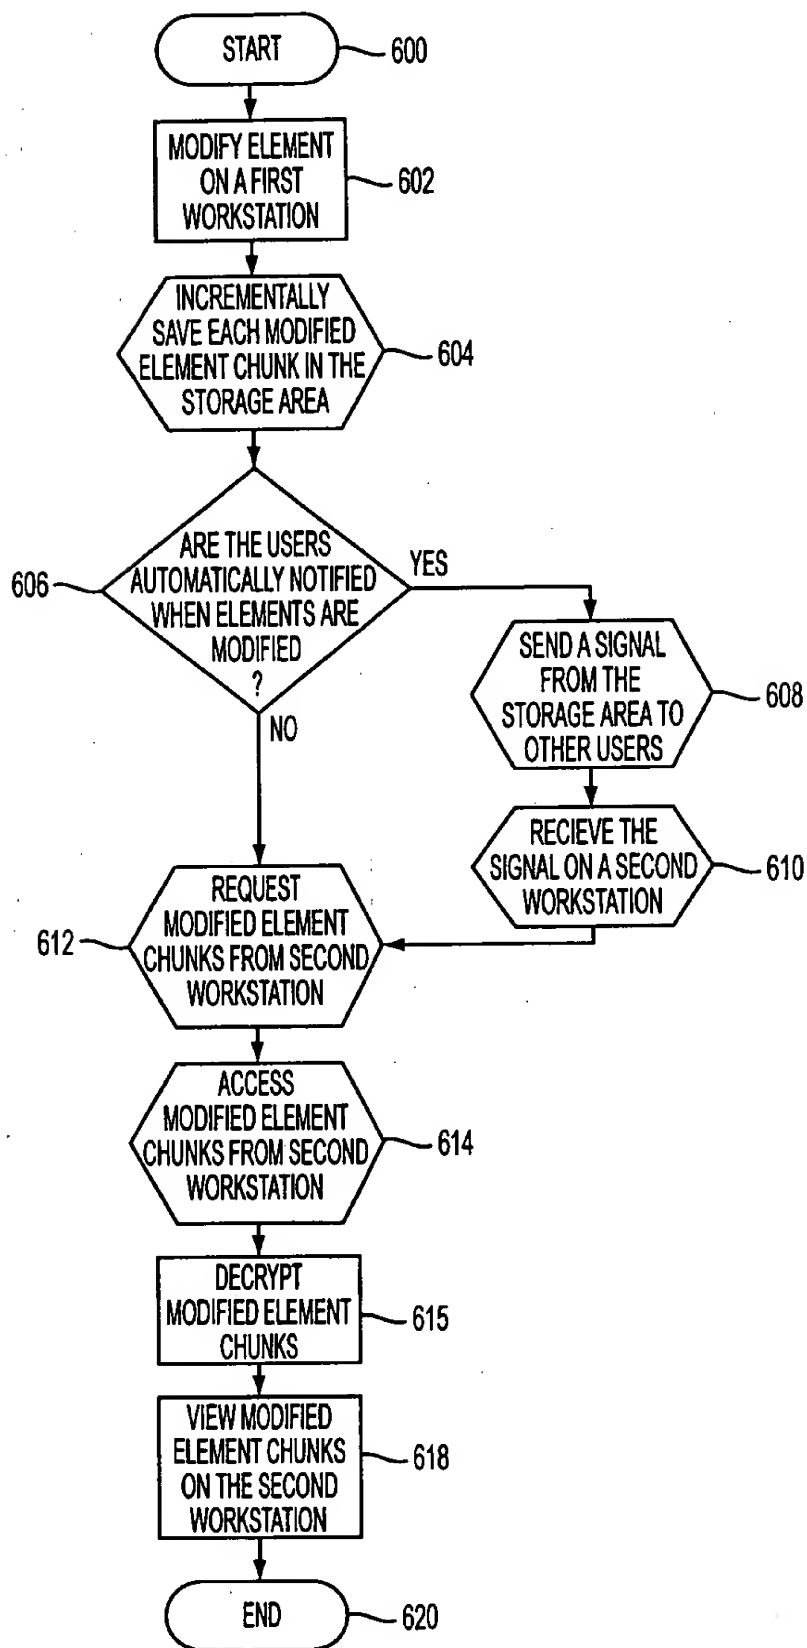 START
600
MODIFY ELEMENT
ON A FIRST
WORKSTATION
602
INCREMENTALLY
SAVE EACH MODIFIED
ELEMENT CHUNK IN THE
STORAGE AREA
604
ARE THE USERS
AUTOMATICALLY NOTIFIED
WHEN ELEMENTS ARE
MODIFIED
?
606
YES
NO
SEND A SIGNAL
FROM THE
STORAGE AREA TO
OTHER USERS
608
RECIEVE THE
SIGNAL ON A SECOND
WORKSTATION
610
REQUEST
MODIFIED ELEMENT
CHUNKS FROM SECOND
WORKSTATION
612
ACCESS
MODIFIED ELEMENT
CHUNKS FROM SECOND
WORKSTATION
614
DECRYPT
MODIFIED ELEMENT
CHUNKS
615
VIEW MODIFIED
ELEMENT CHUNKS
ON THE SECOND
WORKSTATION
618
END
620